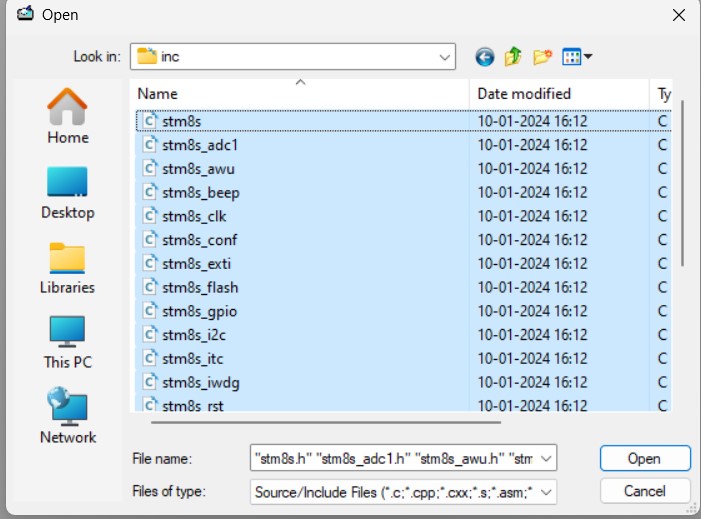 Open
Look in: inc
Name Date modified Ty
stm8s 10-01-2024 16:12 C
stm8s_adc1 10-01-2024 16:12 C
stm8s_awu 10-01-2024 16:12 C
stm8s_beep 10-01-2024 16:12 C
stm8s_clk 10-01-2024 16:12 C
stm8s_conf 10-01-2024 16:12 C
stm8s_exti 10-01-2024 16:12 C
stm8s_flash 10-01-2024 16:12 C
stm8s_gpio 10-01-2024 16:12 C
stm8s_i2c 10-01-2024 16:12 C
stm8s_itc 10-01-2024 16:12 C
stm8s_iwdg 10-01-2024 16:12 C
stm8s_rst 10-01-2024 16:12 C
Home
Desktop
Libraries
This PC
Network
File name: "stm8s.h" "stm8s_adc1.h" "stm8s_awu.h" "stm Open
Files of type: Source/Include Files (*.c;*.cpp;*.cxx;*.s;*.asm;* Cancel